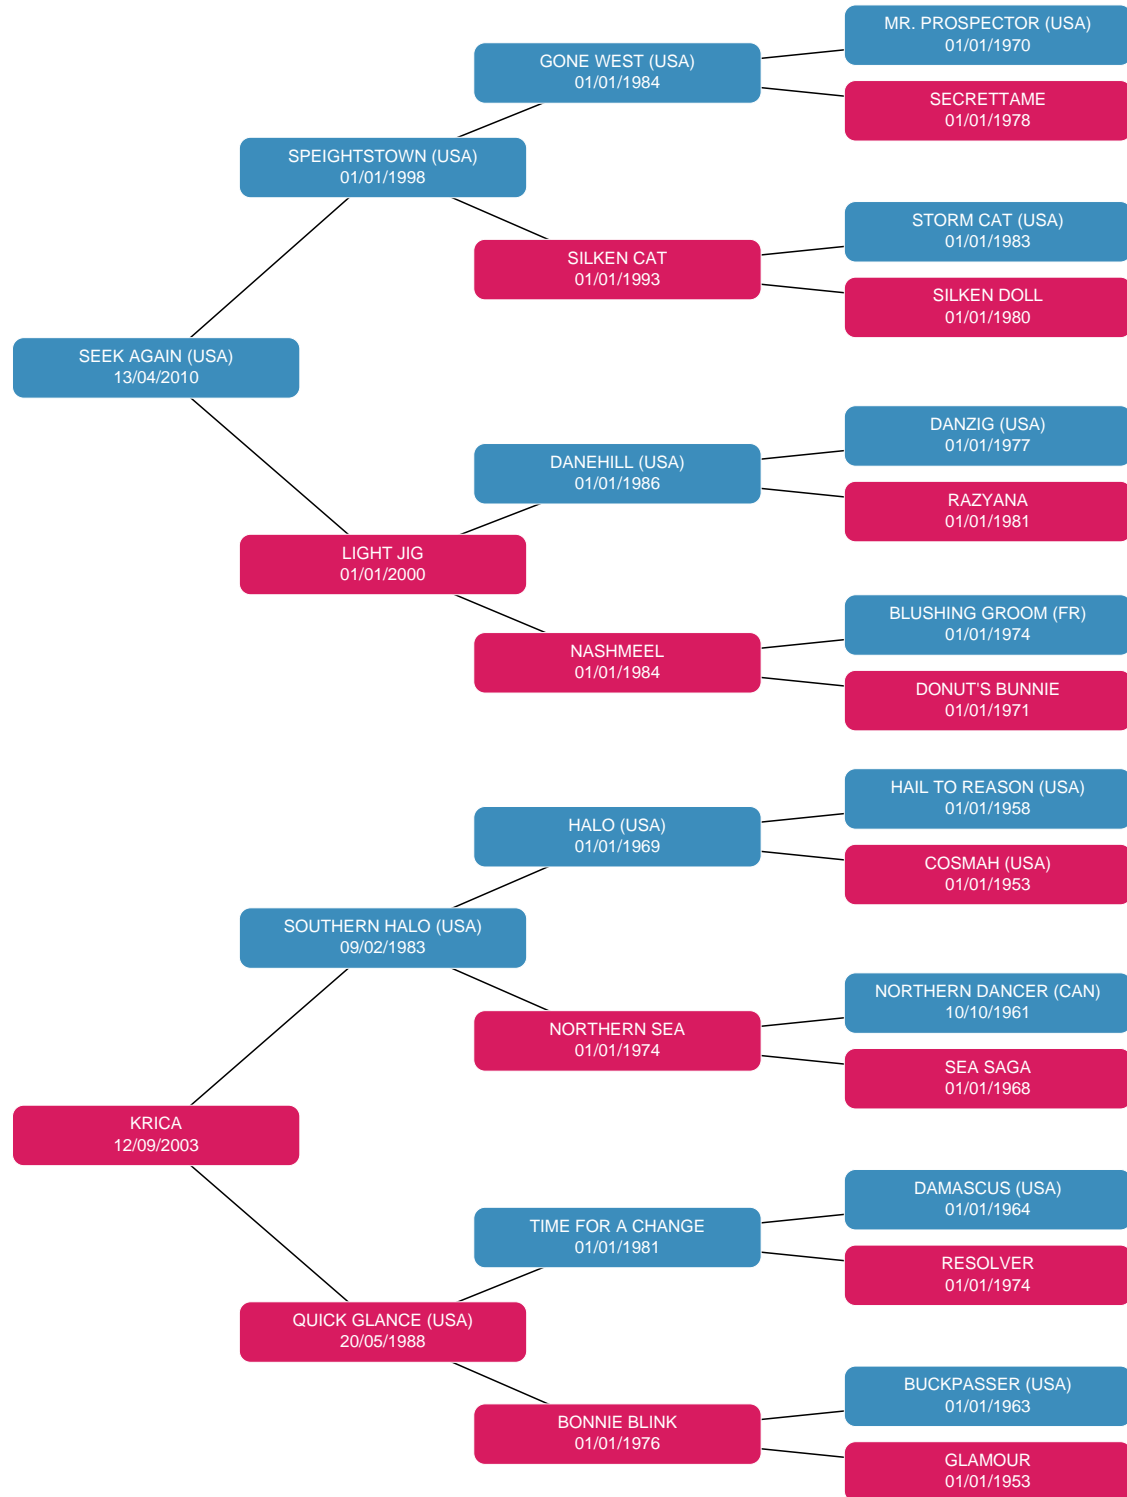 MR. PROSPECTOR (USA)
01/01/1970
GONE WEST (USA)
01/01/1984
SECRETTAME
01/01/1978
SPEIGHTSTOWN (USA)
01/01/1998
STORM CAT (USA)
01/01/1983
SILKEN CAT
01/01/1993
SILKEN DOLL
01/01/1980
SEEK AGAIN (USA)
13/04/2010
DANZIG (USA)
01/01/1977
DANEHILL (USA)
01/01/1986
RAZYANA
01/01/1981
LIGHT JIG
01/01/2000
BLUSHING GROOM (FR)
01/01/1974
NASHMEEL
01/01/1984
DONUT'S BUNNIE
01/01/1971
HAIL TO REASON (USA)
01/01/1958
HALO (USA)
01/01/1969
COSMAH (USA)
01/01/1953
SOUTHERN HALO (USA)
09/02/1983
NORTHERN DANCER (CAN)
10/10/1961
NORTHERN SEA
01/01/1974
SEA SAGA
01/01/1968
KRICA
12/09/2003
DAMASCUS (USA)
01/01/1964
TIME FOR A CHANGE
01/01/1981
RESOLVER
01/01/1974
QUICK GLANCE (USA)
20/05/1988
BUCKPASSER (USA)
01/01/1963
BONNIE BLINK
01/01/1976
GLAMOUR
01/01/1953